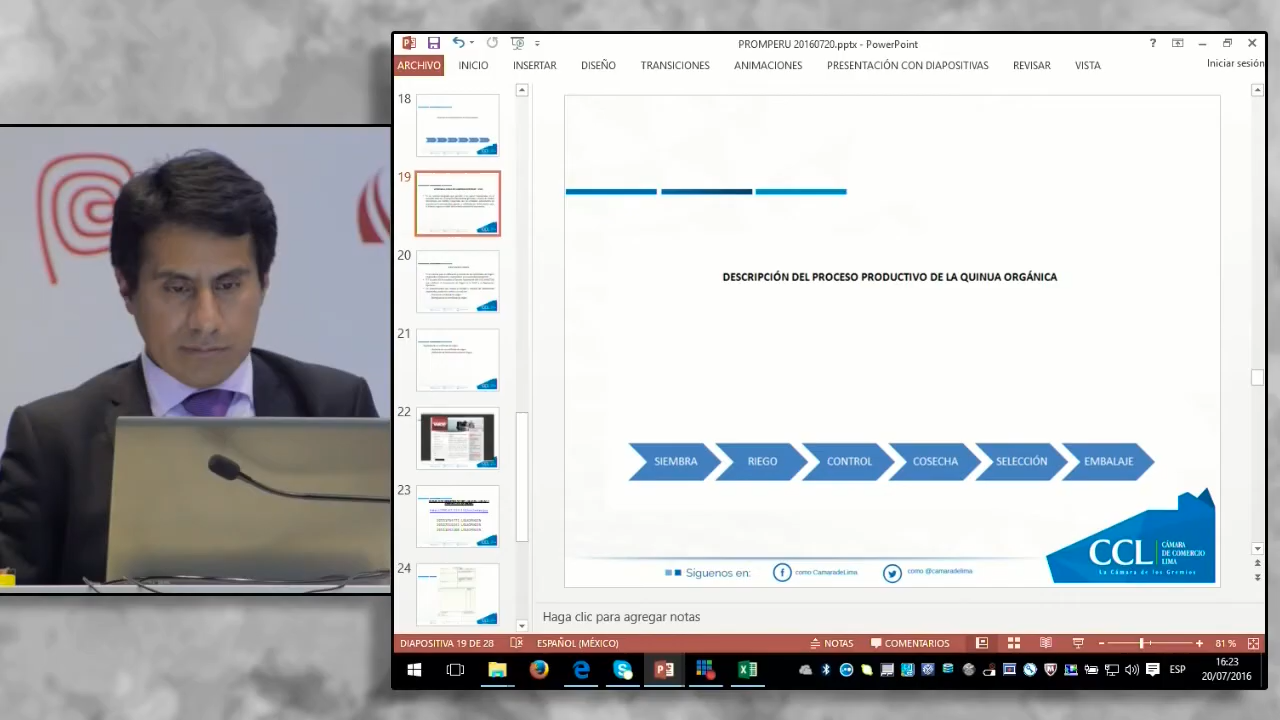 PROMPERU 20160720.pptx - PowerPoint
?
ARCHIVO INICIO INSERTAR DISEÑO TRANSICIONES ANIMACIONES PRESENTACIÓN CON DIAPOSITIVAS REVISAR VISTA Iniciar sesión
18
19
20
21
22
23
24
DESCRIPCIÓN DEL PROCESO PRODUCTIVO DE LA QUINUA ORGÁNICA
SIEMBRA RIEGO CONTROL COSECHA SELECCIÓN EMBALAJE
CCL CÁMARA
DE COMERCIO
LIMA
La Cámara de los Gremios
Síguenos en: como CamaradeLima como @camaradelima
Haga clic para agregar notas
DIAPOSITIVA 19 DE 28 ESPAÑOL (MÉXICO) NOTAS COMENTARIOS 81 %
ESP 16:23
20/07/2016